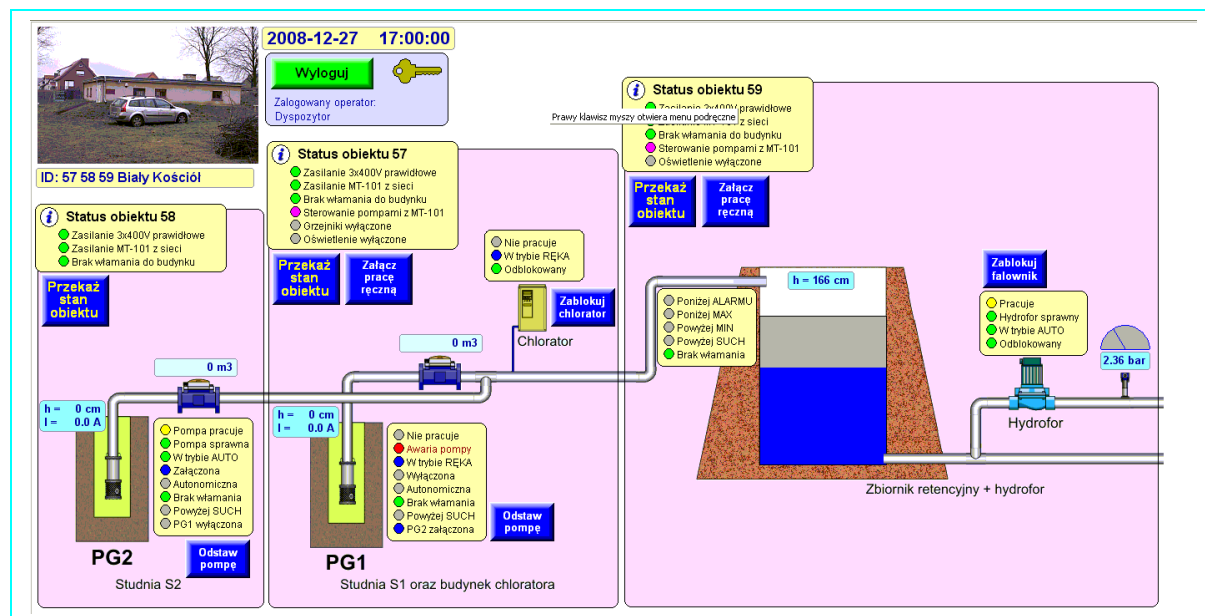 2008-12-27 17:00:00
Wyloguj
Zalogowany operator:
Dyspozytor
ID: 57 58 59 Biały Kościół
Status obiektu 58
Zasilanie 3x400V prawidłowe
Zasilanie MT-101 z sieci
Brak włamania do budynku
Przekaż
stan
obiektu
Status obiektu 57
Zasilanie 3x400V prawidłowe
Zasilanie MT-101 z sieci
Brak włamania do budynku
Sterowanie pompami z MT-101
Grzejniki wyłączone
Oświetlenie wyłączone
Przekaż
stan
obiektu
Załącz
pracę
ręczną
Nie pracuje
W trybie RĘKA
Odblokowany
Zablokuj
chlorator
Chlorator
Status obiektu 59
Zasilanie 3x400V prawidłowe
Prawy klawisz myszy otwiera menu podręczne
z sieci
Brak włamania do budynku
Sterowanie pompami z MT-101
Oświetlenie wyłączone
Przekaż
stan
obiektu
Załącz
pracę
ręczną
h = 166 cm
Poniżej ALARMU
Poniżej MAX
Powyżej MIN
Powyżej SUCH
Brak włamania
Zablokuj
falownik
Pracuje
Hydrofor sprawny
W trybie AUTO
Odblokowany
2.36 bar
Hydrofor
Zbiornik retencyjny + hydrofor
0 m3
0 m3
h = 0 cm
I = 0.0 A
Pompa pracuje
Pompa sprawna
W trybie AUTO
Załączona
Autonomiczna
Brak włamania
Powyżej SUCH
PG1 wyłączona
PG2
Odstaw
pompę
Studnia S2
h = 0 cm
I = 0.0 A
Nie pracuje
Awaria pompy
W trybie RĘKA
Wyłączona
Autonomiczna
Brak włamania
Powyżej SUCH
PG2 załączona
Odstaw
pompę
PG1
Studnia S1 oraz budynek chloratora